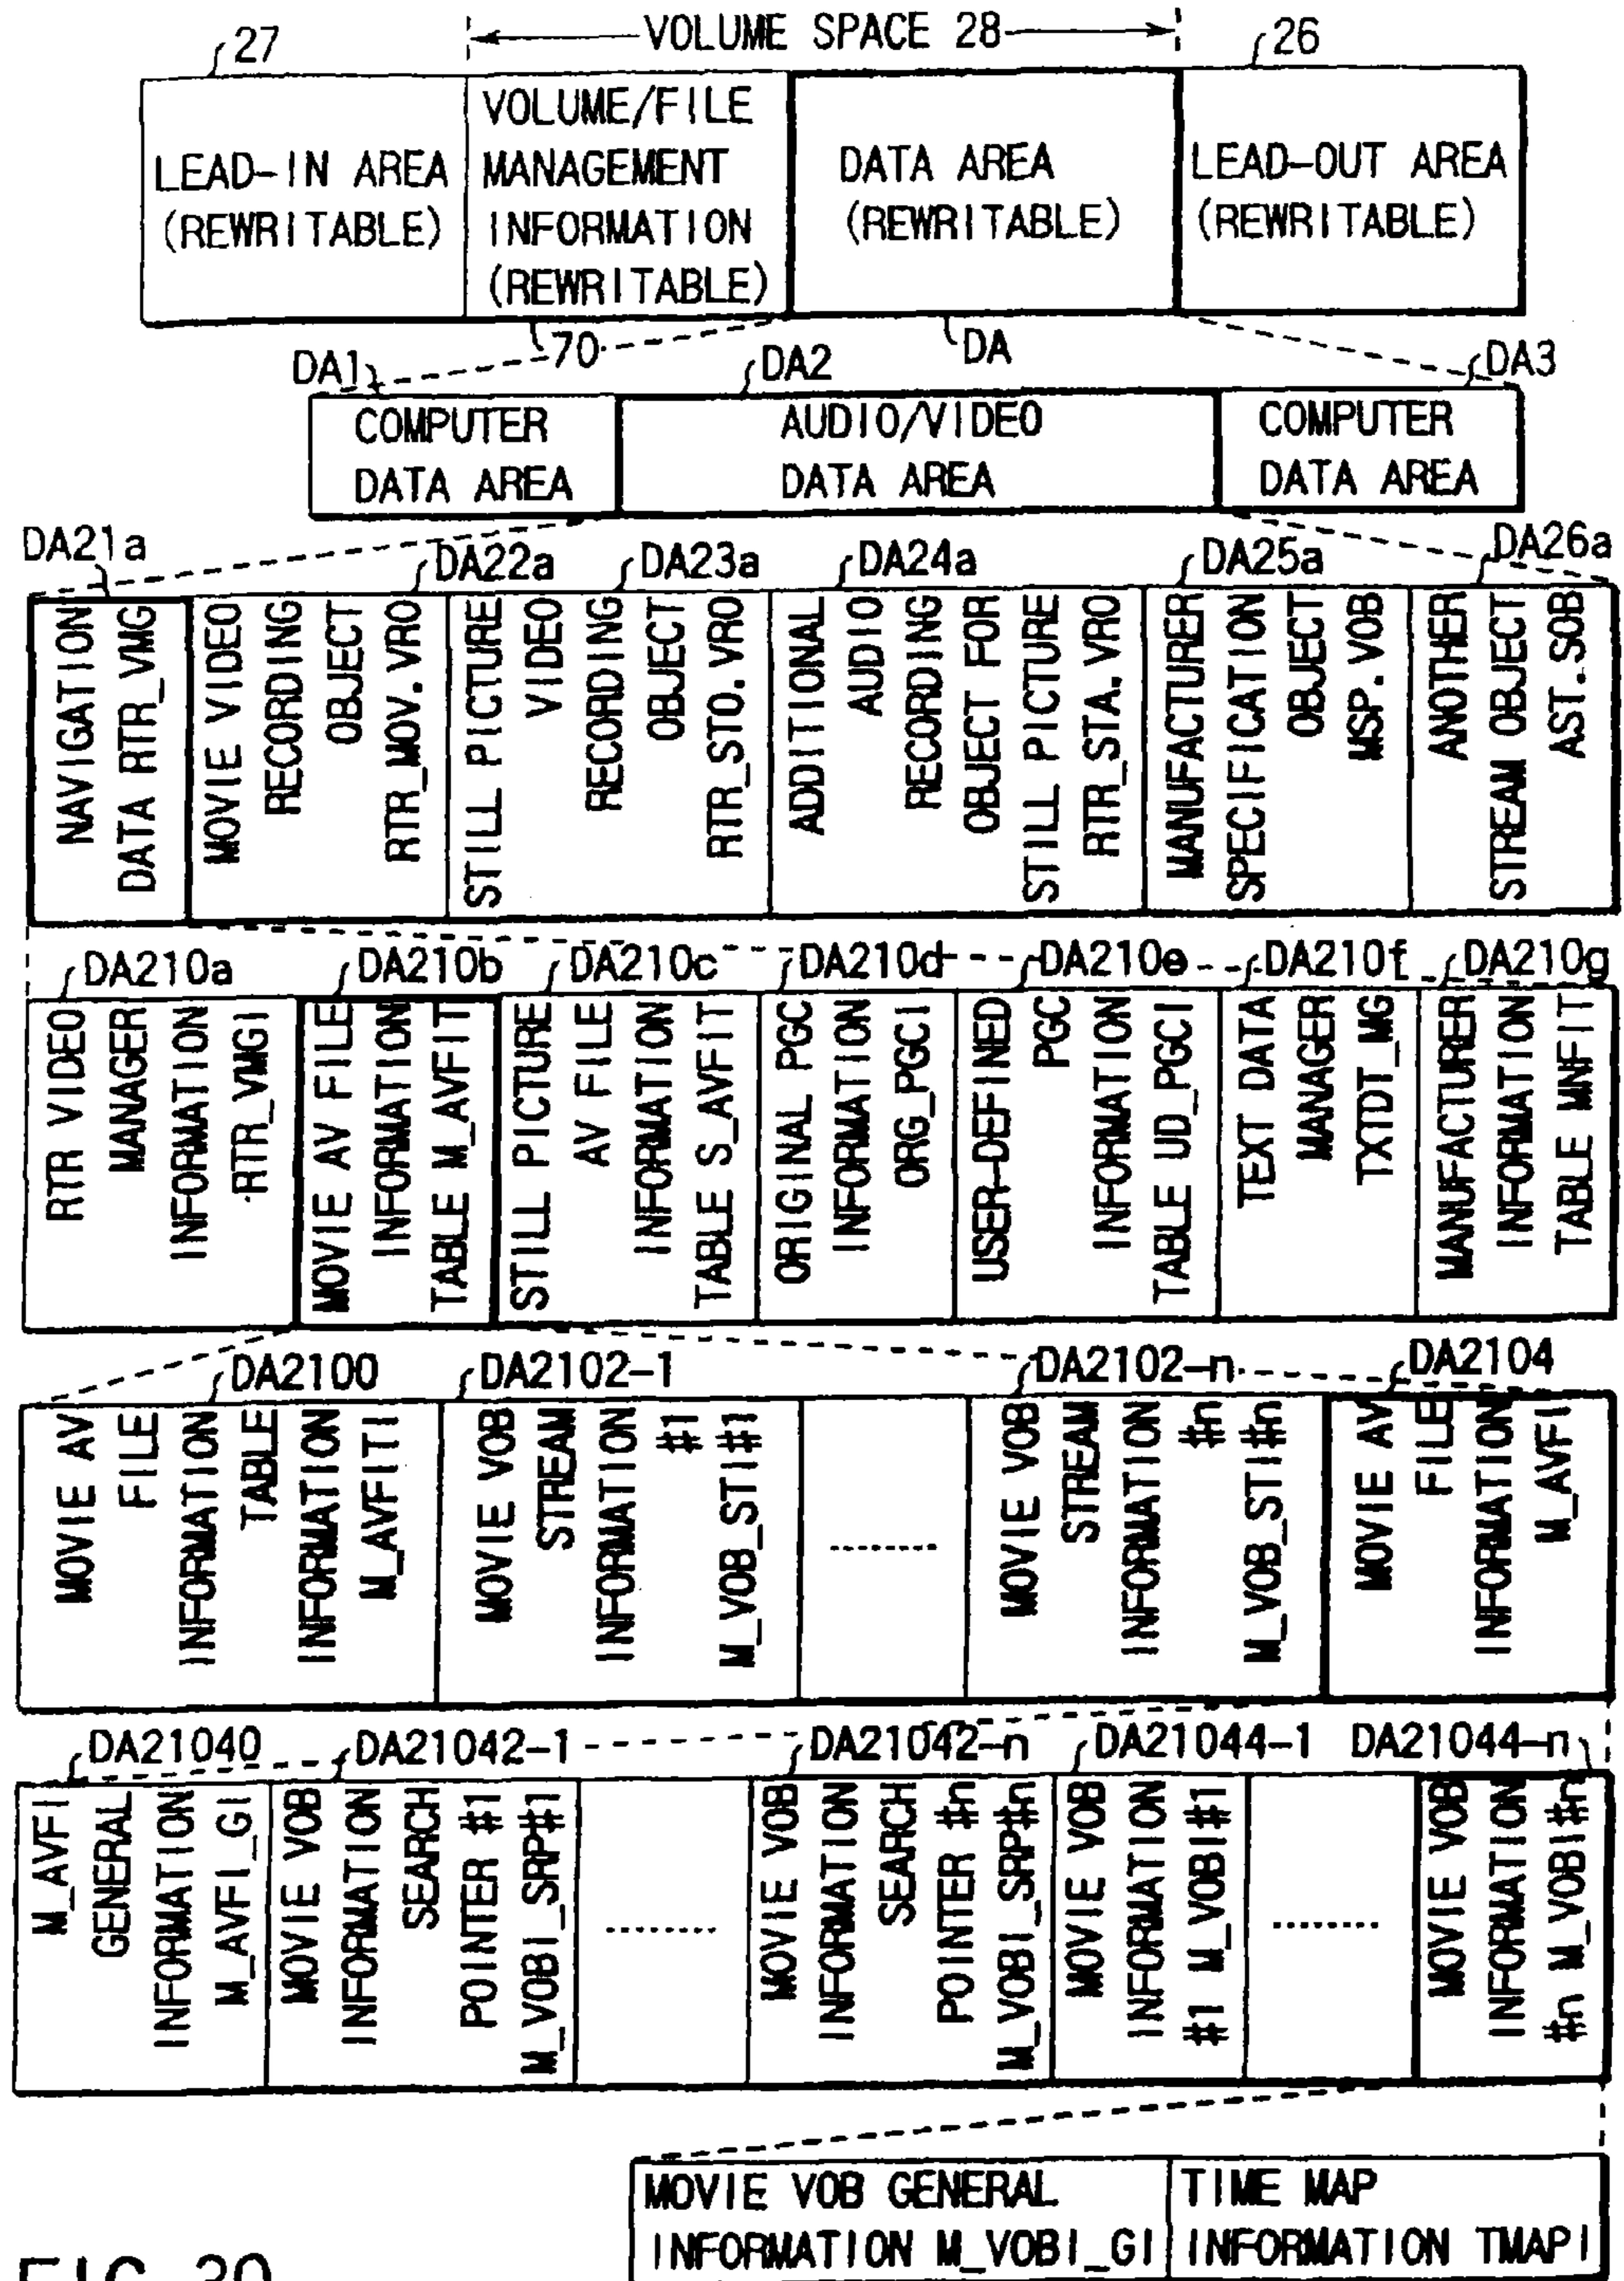 27
VOLUME SPACE 28
26
LEAD-IN AREA
(REWRITABLE)
VOLUME/FILE
MANAGEMENT
INFORMATION
(REWRITABLE)
DATA AREA
(REWRITABLE)
LEAD-OUT AREA
(REWRITABLE)
70
DA
DA1
DA2
DA3
COMPUTER
DATA AREA
AUDIO/VIDEO
DATA AREA
COMPUTER
DATA AREA
DA21a
DA22a
DA23a
DA24a
DA25a
DA26a
NAVIGATION
DATA RTR_VMG
MOVIE VIDEO
RECORDING
OBJECT
RTR_MOV.VRO
STILL PICTURE
VIDEO
RECORDING
OBJECT
RTR_STO.VRO
ADDITIONAL
AUDIO
RECORDING
OBJECT FOR
STILL PICTURE
RTR_STA.VRO
MANUFACTURER
SPECIFICATION
OBJECT
MSP.VOB
ANOTHER
STREAM OBJECT
AST.SOB
DA210a
DA210b
DA210c
DA210d
DA210e
DA210f
DA210g
RTR VIDEO
MANAGER
INFORMATION
RTR_VMGI
MOVIE AV FILE
INFORMATION
TABLE M_AVFIT
STILL PICTURE
AV FILE
INFORMATION
TABLE S_AVFIT
ORIGINAL PGC
INFORMATION
ORG_PGCI
USER-DEFINED
PGC
INFORMATION
TABLE UD_PGCI
TEXT DATA
MANAGER
TXTDT_MG
MANUFACTURER
INFORMATION
TABLE MNFIT
DA2100
DA2102-1
DA2102-n
DA2104
MOVIE AV
FILE
INFORMATION
TABLE
INFORMATION
M_AVFITI
MOVIE VOB
STREAM
INFORMATION
#1
M_VOB_STI#1
.........
MOVIE VOB
STREAM
INFORMATION
#n
M_VOB_STI#n
MOVIE AV
FILE
INFORMATION
M_AVFI
DA21040
DA21042-1
DA21042-n
DA21044-1
DA21044-n
M_AVFI
GENERAL
INFORMATION
M_AVFI_GI
MOVIE VOB
INFORMATION
SEARCH
POINTER #1
M_VOBI_SRP#1
.........
MOVIE VOB
INFORMATION
SEARCH
POINTER #n
M_VOBI_SRP#n
MOVIE VOB
INFORMATION
#1 M_VOBI#1
.........
MOVIE VOB
INFORMATION
#n M_VOBI#n
MOVIE VOB GENERAL
INFORMATION M_VOBI_GI
TIME MAP
INFORMATION TMAPI